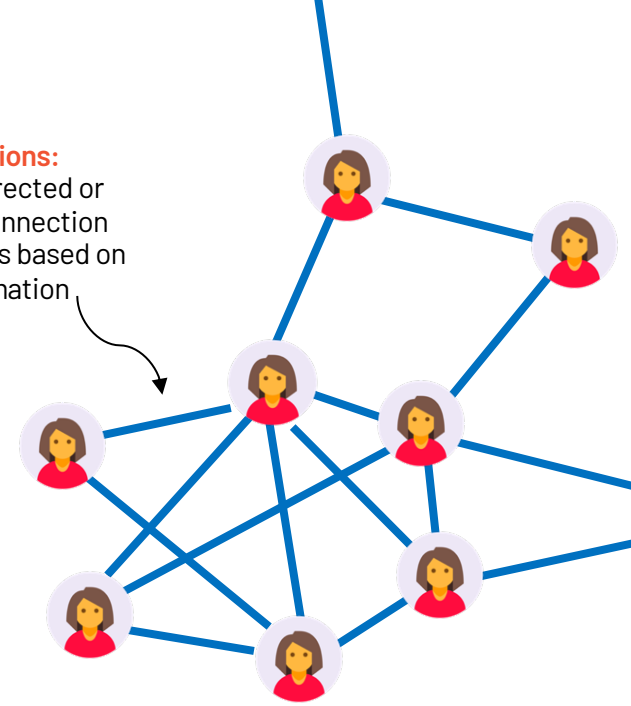 ions:
rected or
nnection
s based on
nation